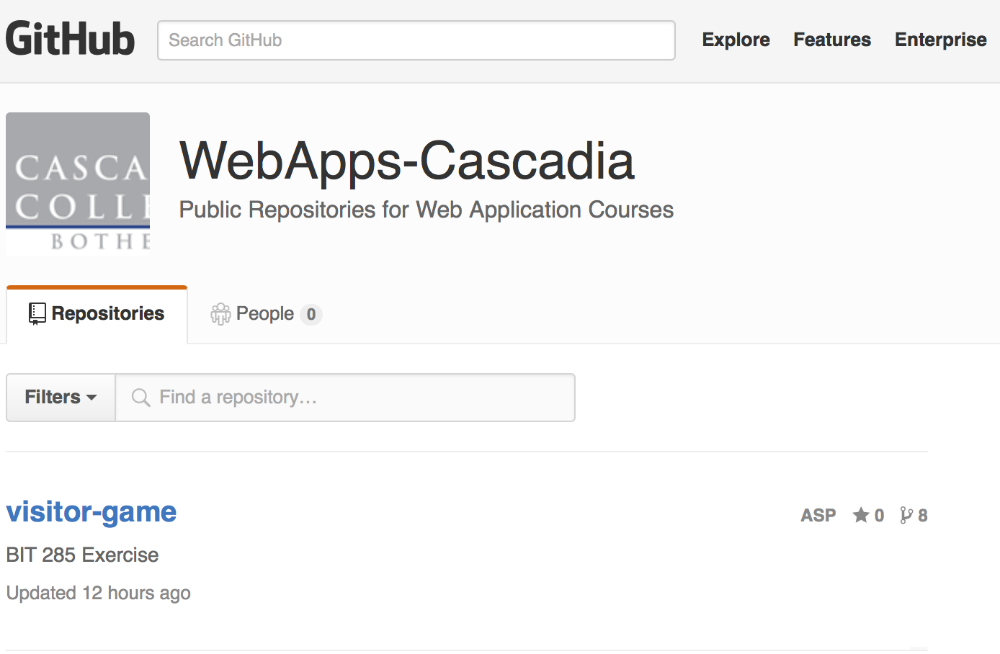 GitHub
Search GitHub
Explore Features Enterprise
CASCA
COLLE
BOTHE
WebApps-Cascadia
Public Repositories for Web Application Courses
Repositories
People 0
Filters
Find a repository…
visitor-game
ASP 0 8
BIT 285 Exercise
Updated 12 hours ago